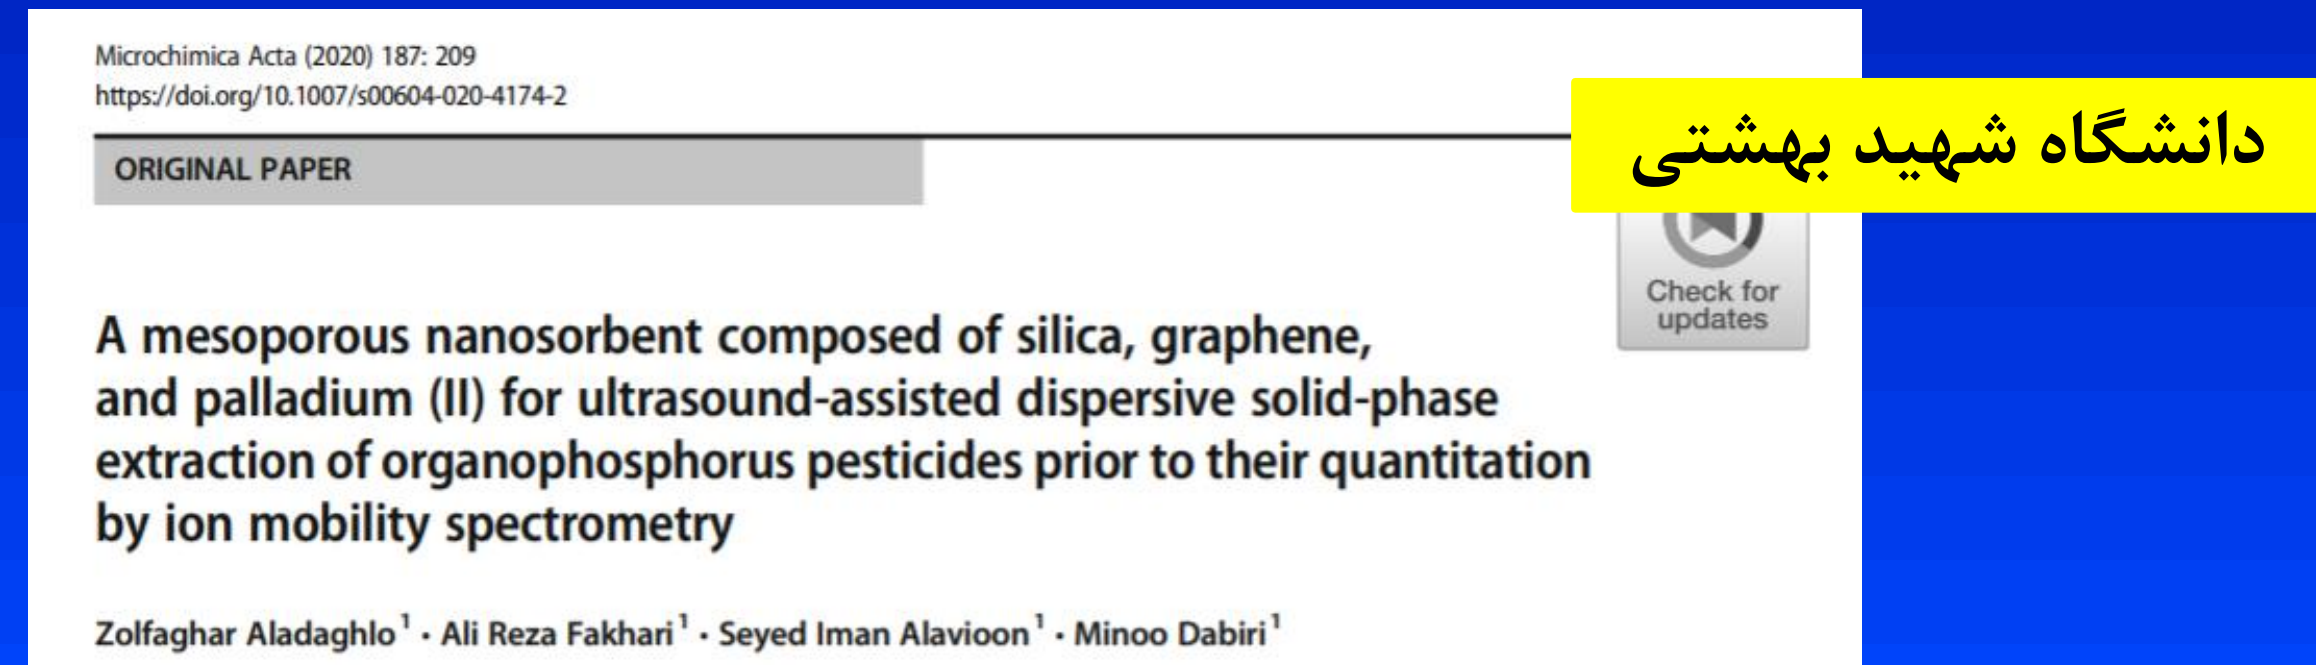 Microchimica Acta (2020) 187: 209
https://doi.org/10.1007/s00604-020-4174-2
دانشگاه شهید بهشتی
ORIGINAL PAPER
Check for
updates
A mesoporous nanosorbent composed of silica, graphene,
and palladium (II) for ultrasound-assisted dispersive solid-phase
extraction of organophosphorus pesticides prior to their quantitation
by ion mobility spectrometry
Zolfaghar Aladaghlo¹ · Ali Reza Fakhari¹ · Seyed Iman Alavioon¹ · Minoo Dabiri¹